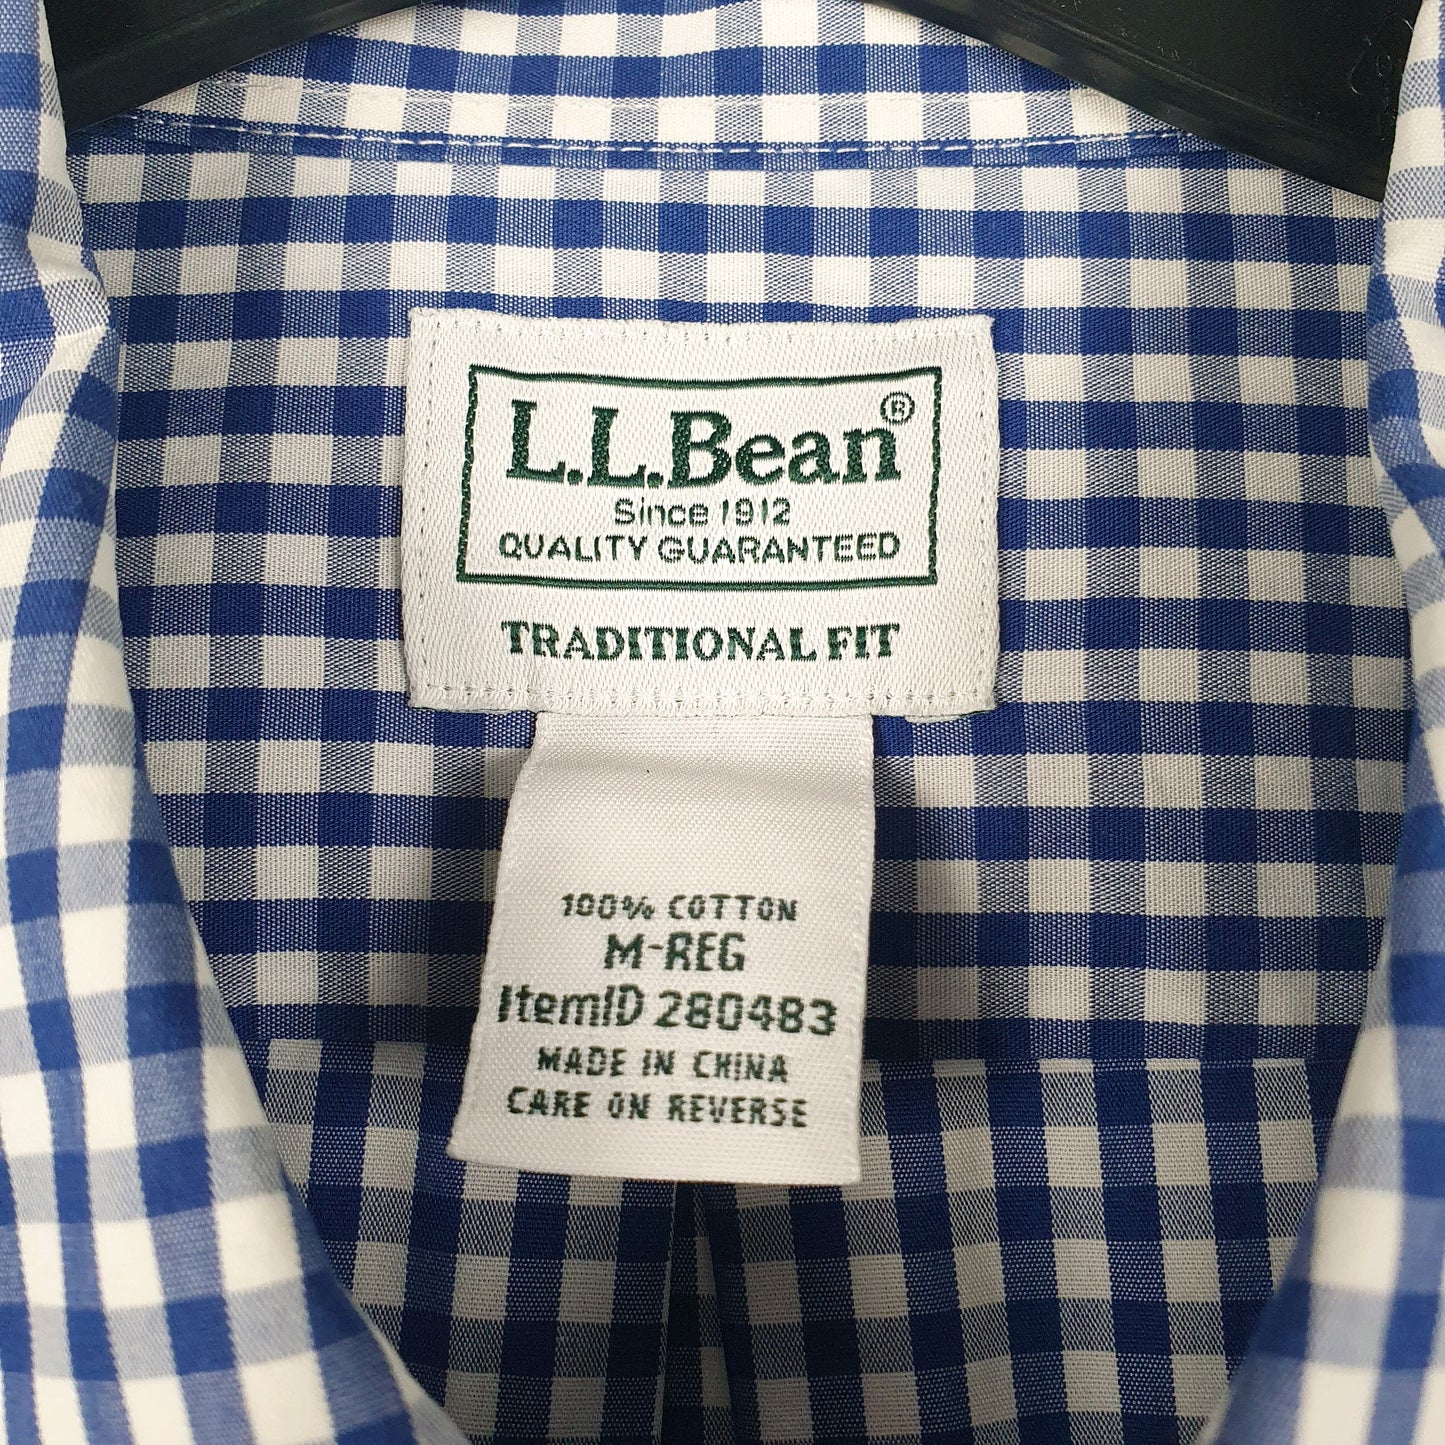 L.L.Bean®
Since 1912
QUALITY GUARANTEED
TRADITIONAL FIT
100% COTTON
M-REG
ItemID 280483
MADE IN CHINA
CARE ON REVERSE